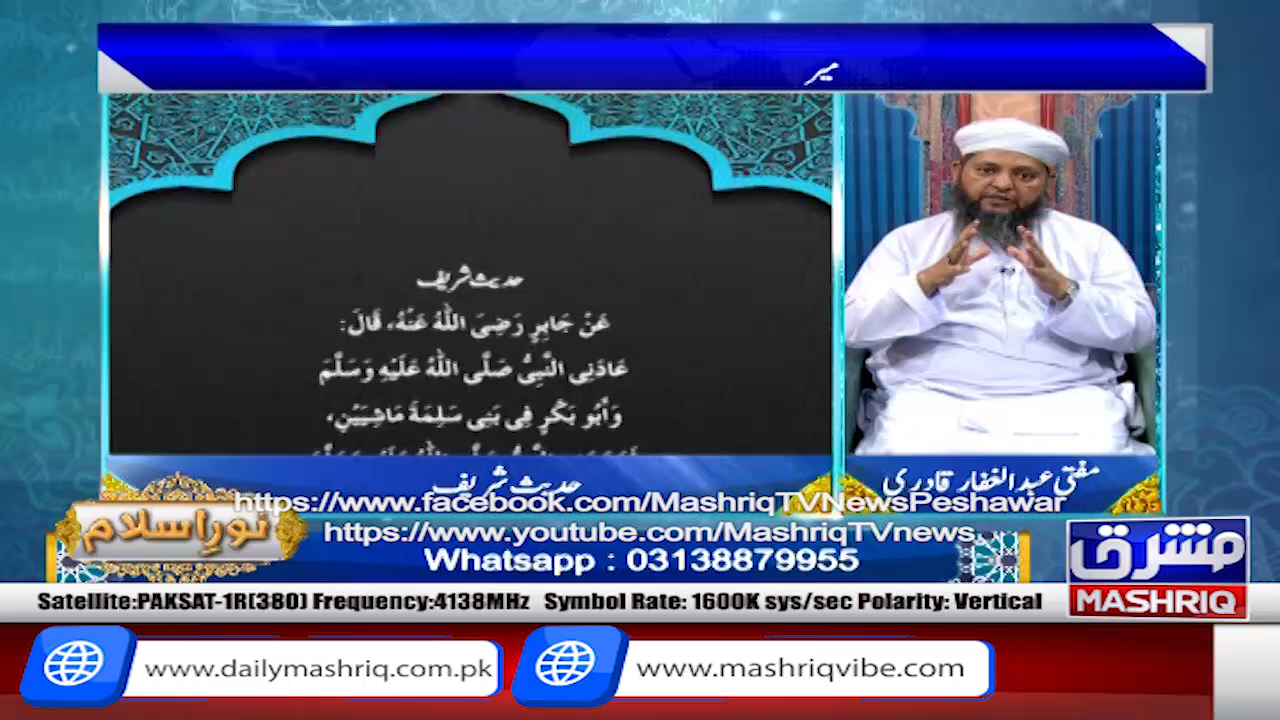 میر
حدیث شریف
عَنْ جَابِرٍ رَضِىَ اللّٰهُ عَنْهُ، قَالَ:
عَادَنِى النَّبِىُّ صَلَّى اللّٰهُ عَلَيْهِ وَسَلَّمَ
وَأَبُو بَكْرٍ فِى بَنِى سَلِمَةَ مَاشِيَيْنِ،
حدیث شریف
مفتی عبدالغفار قادری
https://www.facebook.com/MashriqTVNewsPeshawar
نورِاسلام
https://www.youtube.com/MashriqTVnews
Whatsapp : 03138879955
مشرق
MASHRIQ
Satellite:PAKSAT-1R(380) Frequency:4138MHz Symbol Rate: 1600K sys/sec Polarity: Vertical
www.dailymashriq.com.pk
www.mashriqvibe.com